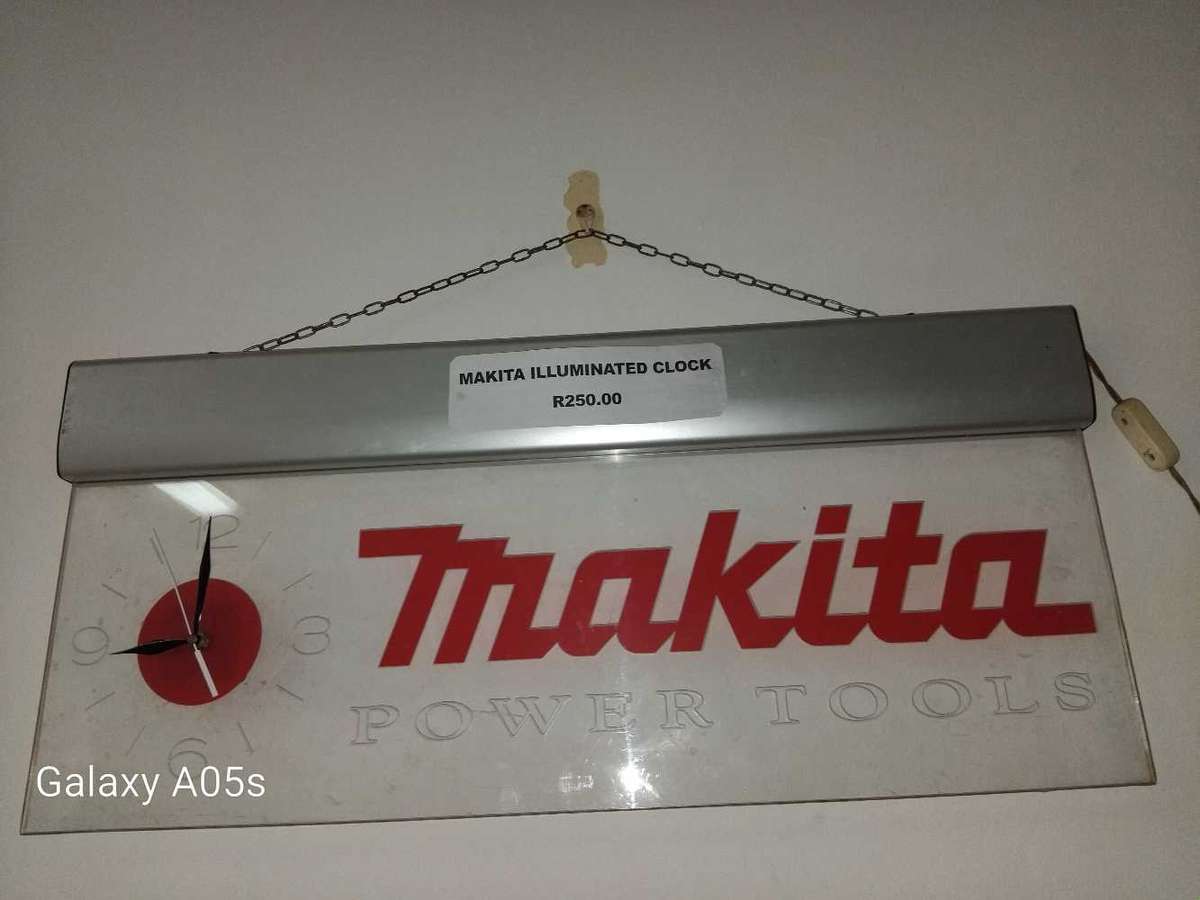 MAKITA ILLUMINATED CLOCK
R250.00
12
9
3
6
makita
POWER TOOLS
Galaxy A05s